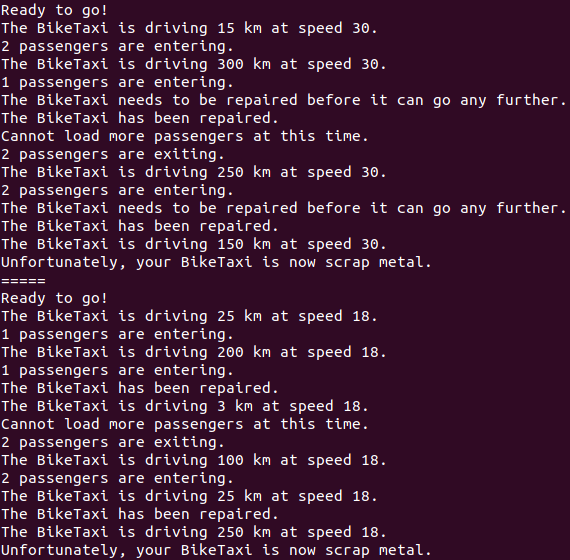 Ready to go!
The BikeTaxi is driving 15 km at speed 30.
2 passengers are entering.
The BikeTaxi is driving 300 km at speed 30.
1 passengers are entering.
The BikeTaxi needs to be repaired before it can go any further.
The BikeTaxi has been repaired.
Cannot load more passengers at this time.
2 passengers are exiting.
The BikeTaxi is driving 250 km at speed 30.
2 passengers are entering.
The BikeTaxi needs to be repaired before it can go any further.
The BikeTaxi has been repaired.
The BikeTaxi is driving 150 km at speed 30.
Unfortunately, your BikeTaxi is now scrap metal.
=====
Ready to go!
The BikeTaxi is driving 25 km at speed 18.
1 passengers are entering.
The BikeTaxi is driving 200 km at speed 18.
1 passengers are entering.
The BikeTaxi has been repaired.
The BikeTaxi is driving 3 km at speed 18.
Cannot load more passengers at this time.
2 passengers are exiting.
The BikeTaxi is driving 100 km at speed 18.
2 passengers are entering.
The BikeTaxi is driving 25 km at speed 18.
The BikeTaxi has been repaired.
The BikeTaxi is driving 250 km at speed 18.
Unfortunately, your BikeTaxi is now scrap metal.